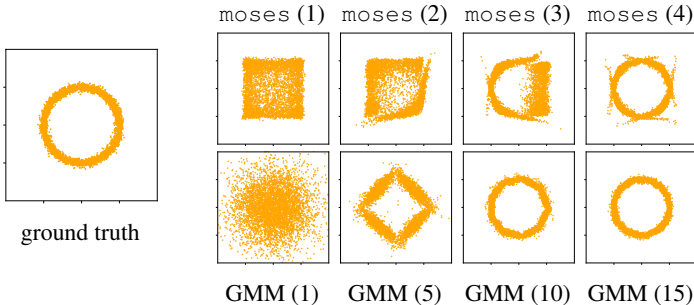 moses (1) moses (2) moses (3) moses (4)
ground truth
GMM (1) GMM (5) GMM (10) GMM (15)